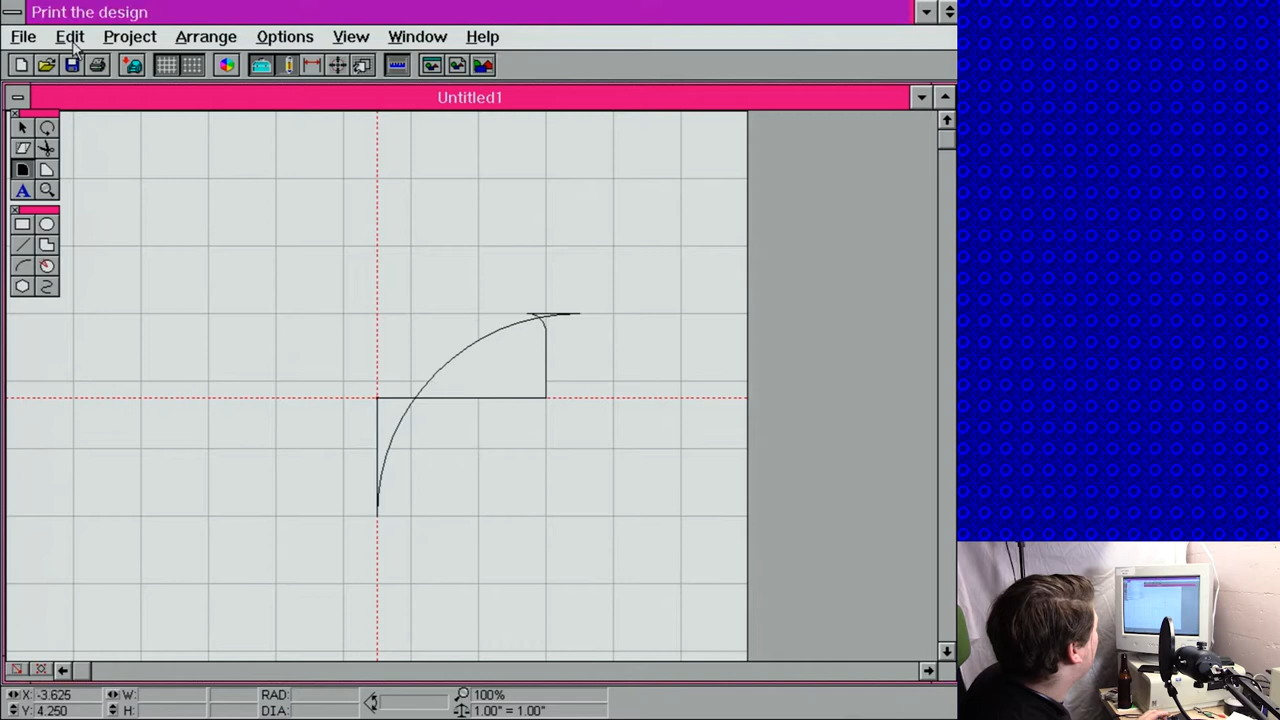 Print the design
File Edit Project Arrange Options View Window Help
Untitled1
A
X: -3.625 W: RAD: 100%
Y: 4.250 H: DIA: 1.00" = 1.00"